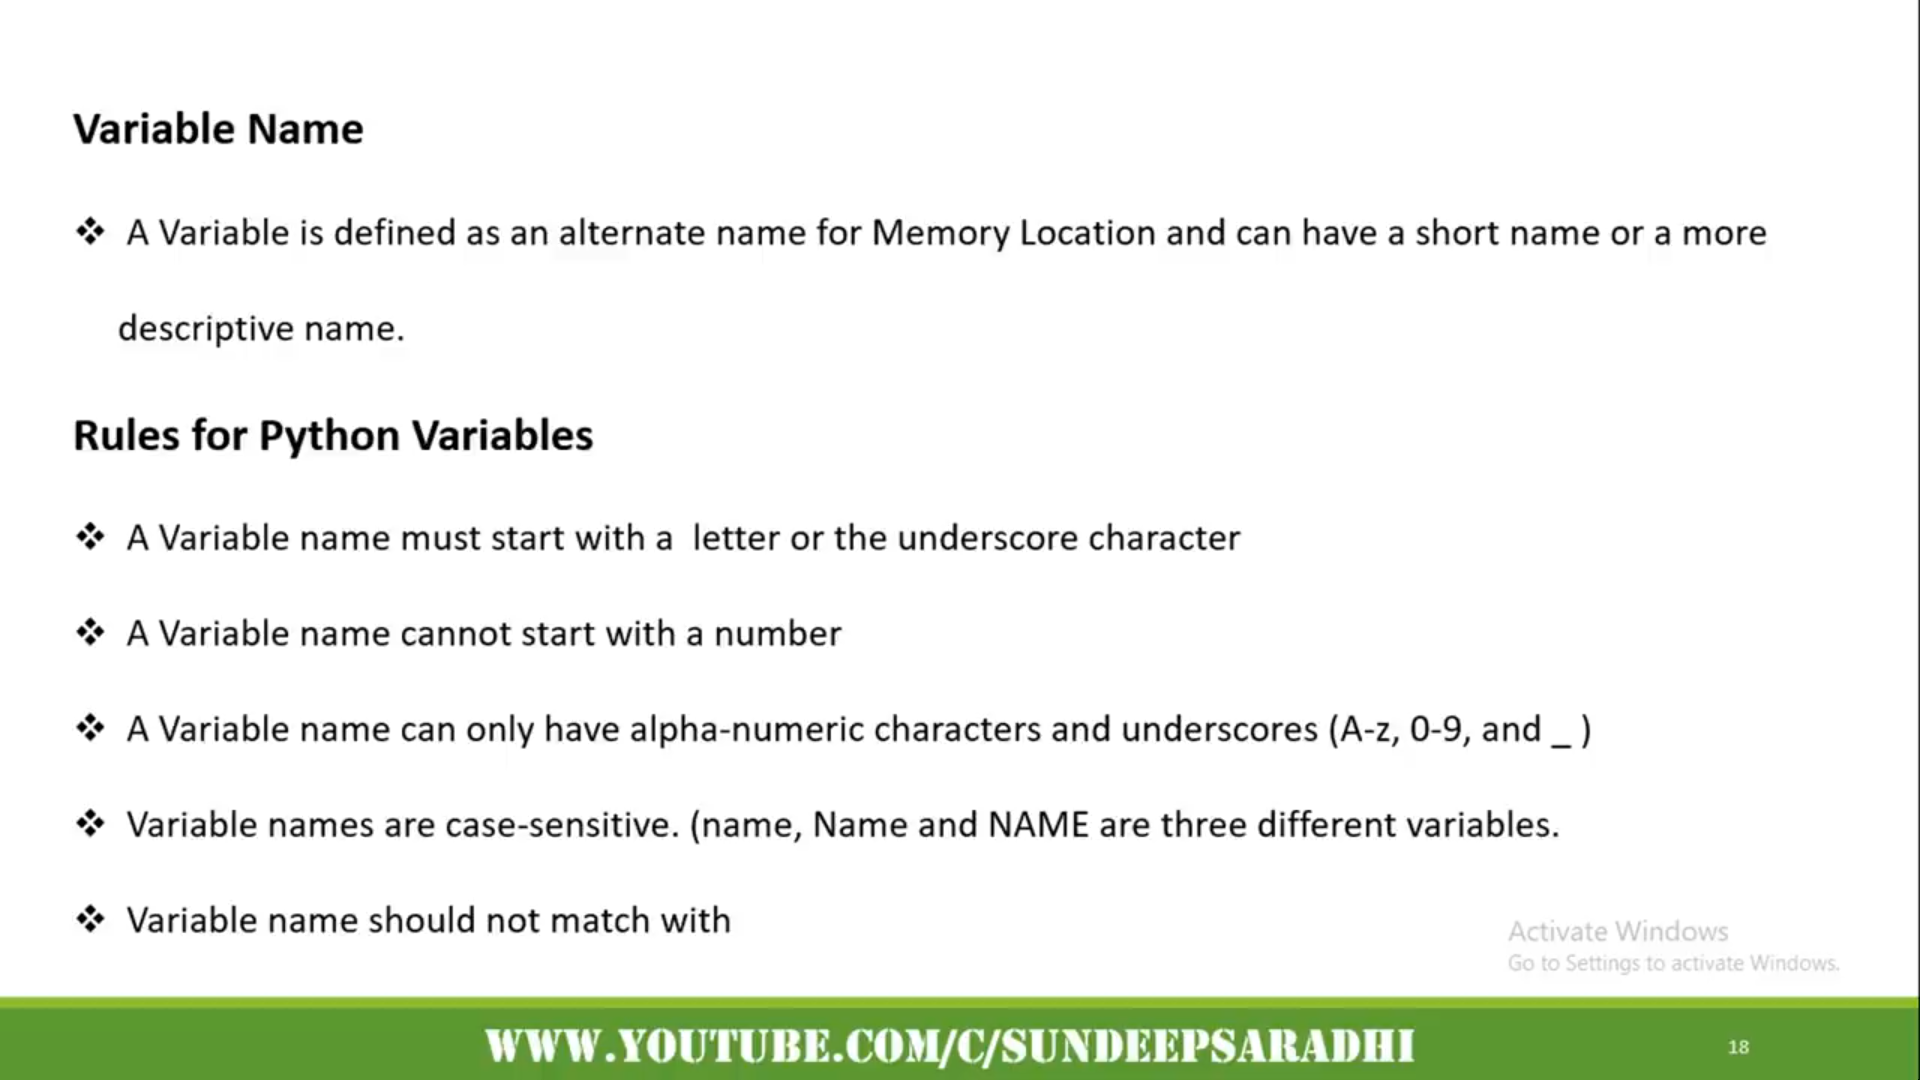 Variable Name
❖ A Variable is defined as an alternate name for Memory Location and can have a short name or a more
descriptive name.
Rules for Python Variables
❖ A Variable name must start with a  letter or the underscore character
❖ A Variable name cannot start with a number
❖ A Variable name can only have alpha-numeric characters and underscores (A-z, 0-9, and _ )
❖ Variable names are case-sensitive. (name, Name and NAME are three different variables.
❖ Variable name should not match with
Activate Windows
Go to Settings to activate Windows.
WWW.YOUTUBE.COM/C/SUNDEEPSARADHI
18